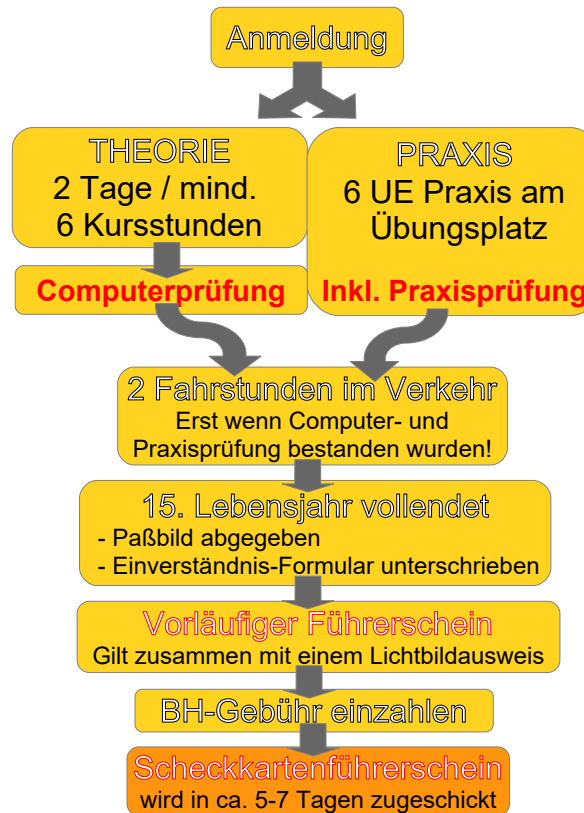 Anmeldung
THEORIE
2 Tage / mind.
6 Kursstunden
Computerprüfung
PRAXIS
6 UE Praxis am
Übungsplatz
Inkl. Praxisprüfung
2 Fahrstunden im Verkehr
Erst wenn Computer- und
Praxisprüfung bestanden wurden!
15. Lebensjahr vollendet
- Paßbild abgegeben
- Einverständnis-Formular unterschrieben
Vorläufiger Führerschein
Gilt zusammen mit einem Lichtbildausweis
BH-Gebühr einzahlen
Scheckkartenführerschein
wird in ca. 5-7 Tagen zugeschickt